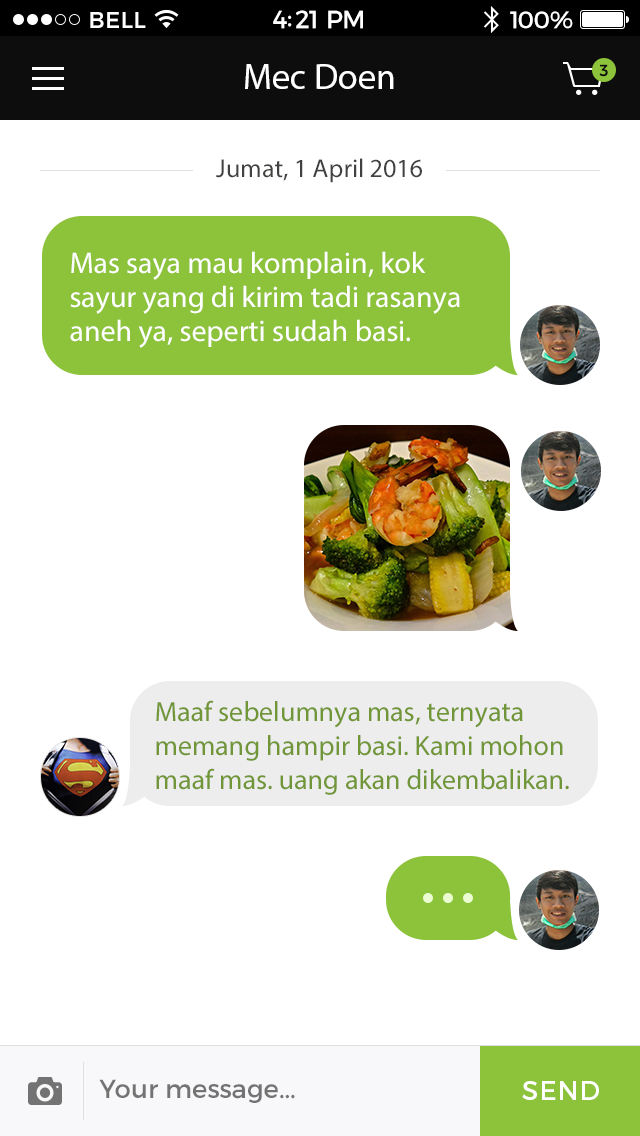 BELL 4:21 PM 100%
Mec Doen 3
Jumat, 1 April 2016
Mas saya mau komplain, kok
sayur yang di kirim tadi rasanya
aneh ya, seperti sudah basi.
Maaf sebelumnya mas, ternyata
memang hampir basi. Kami mohon
maaf mas. uang akan dikembalikan.
Your message... SEND